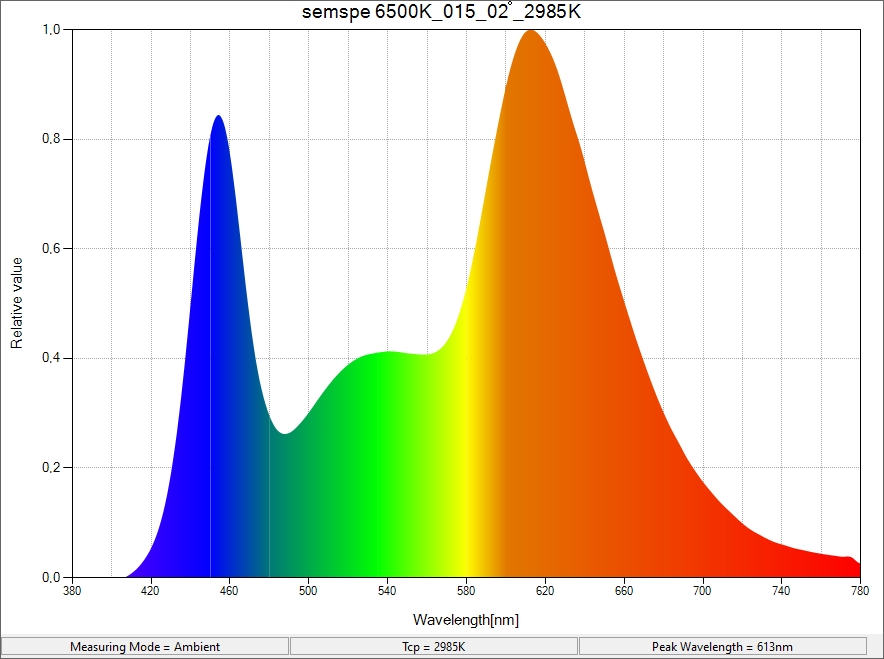 semspe 6500K_015_02°_2985K
1.0
0.8
0.6
0.4
0.2
0.0
Relative value
380 420 460 500 540 580 620 660 700 740 780
Wavelength[nm]
Measuring Mode = Ambient Tcp = 2985K Peak Wavelength = 613nm